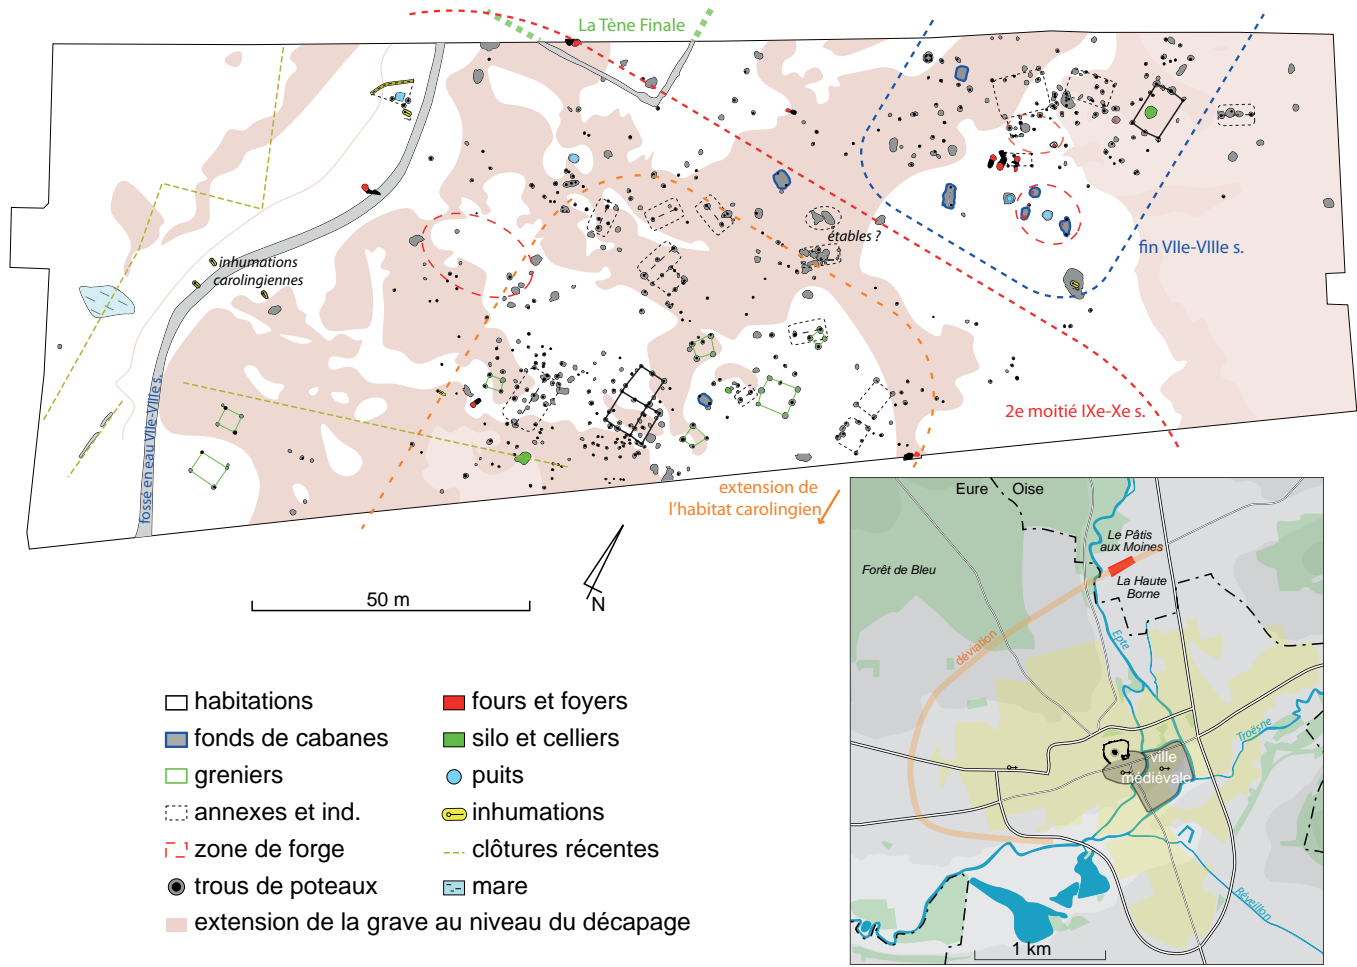 La Tène Finale
fin VIIe-VIIIe s.
étables ?
inhumations
carolingiennes
fossé en eau VIIe-VIIIe s.
2e moitié IXe-Xe s.
extension de
l'habitat carolingien
N
50 m
habitations
fonds de cabanes
greniers
annexes et ind.
zone de forge
trous de poteaux
extension de la grave au niveau du décapage
fours et foyers
silo et celliers
puits
inhumations
clôtures récentes
mare
Eure Oise
Le Pâtis
aux Moines
Forêt de Bleu
La Haute
Borne
déviation
Epte
Troësne
ville
médiévale
Réveillon
1 km